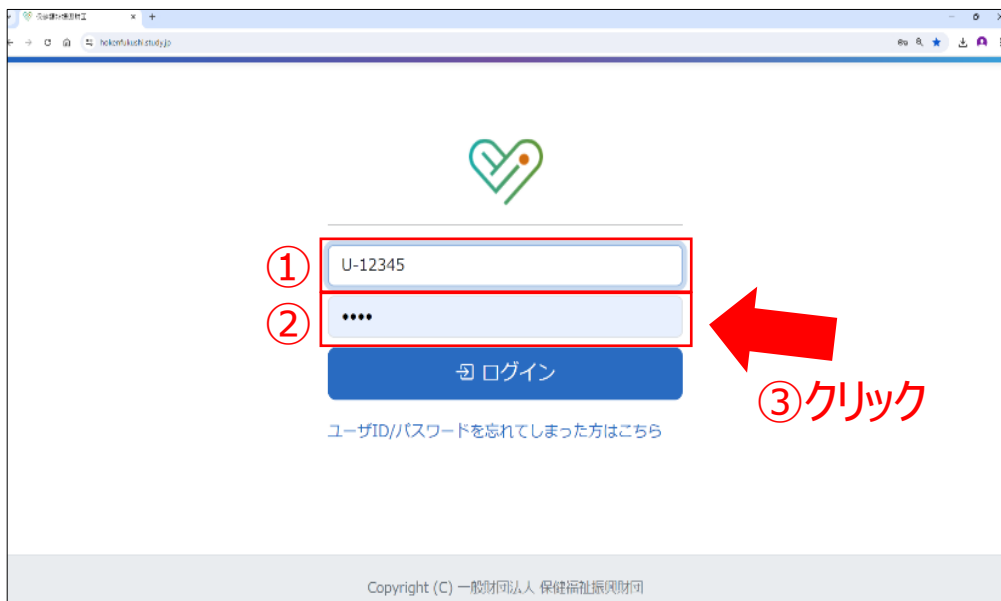 hokenfukushi.study.jp
① U-12345
② ••••
ログイン
③クリック
ユーザID/パスワードを忘れてしまった方はこちら
Copyright (C) 一般財団法人 保健福祉振興財団